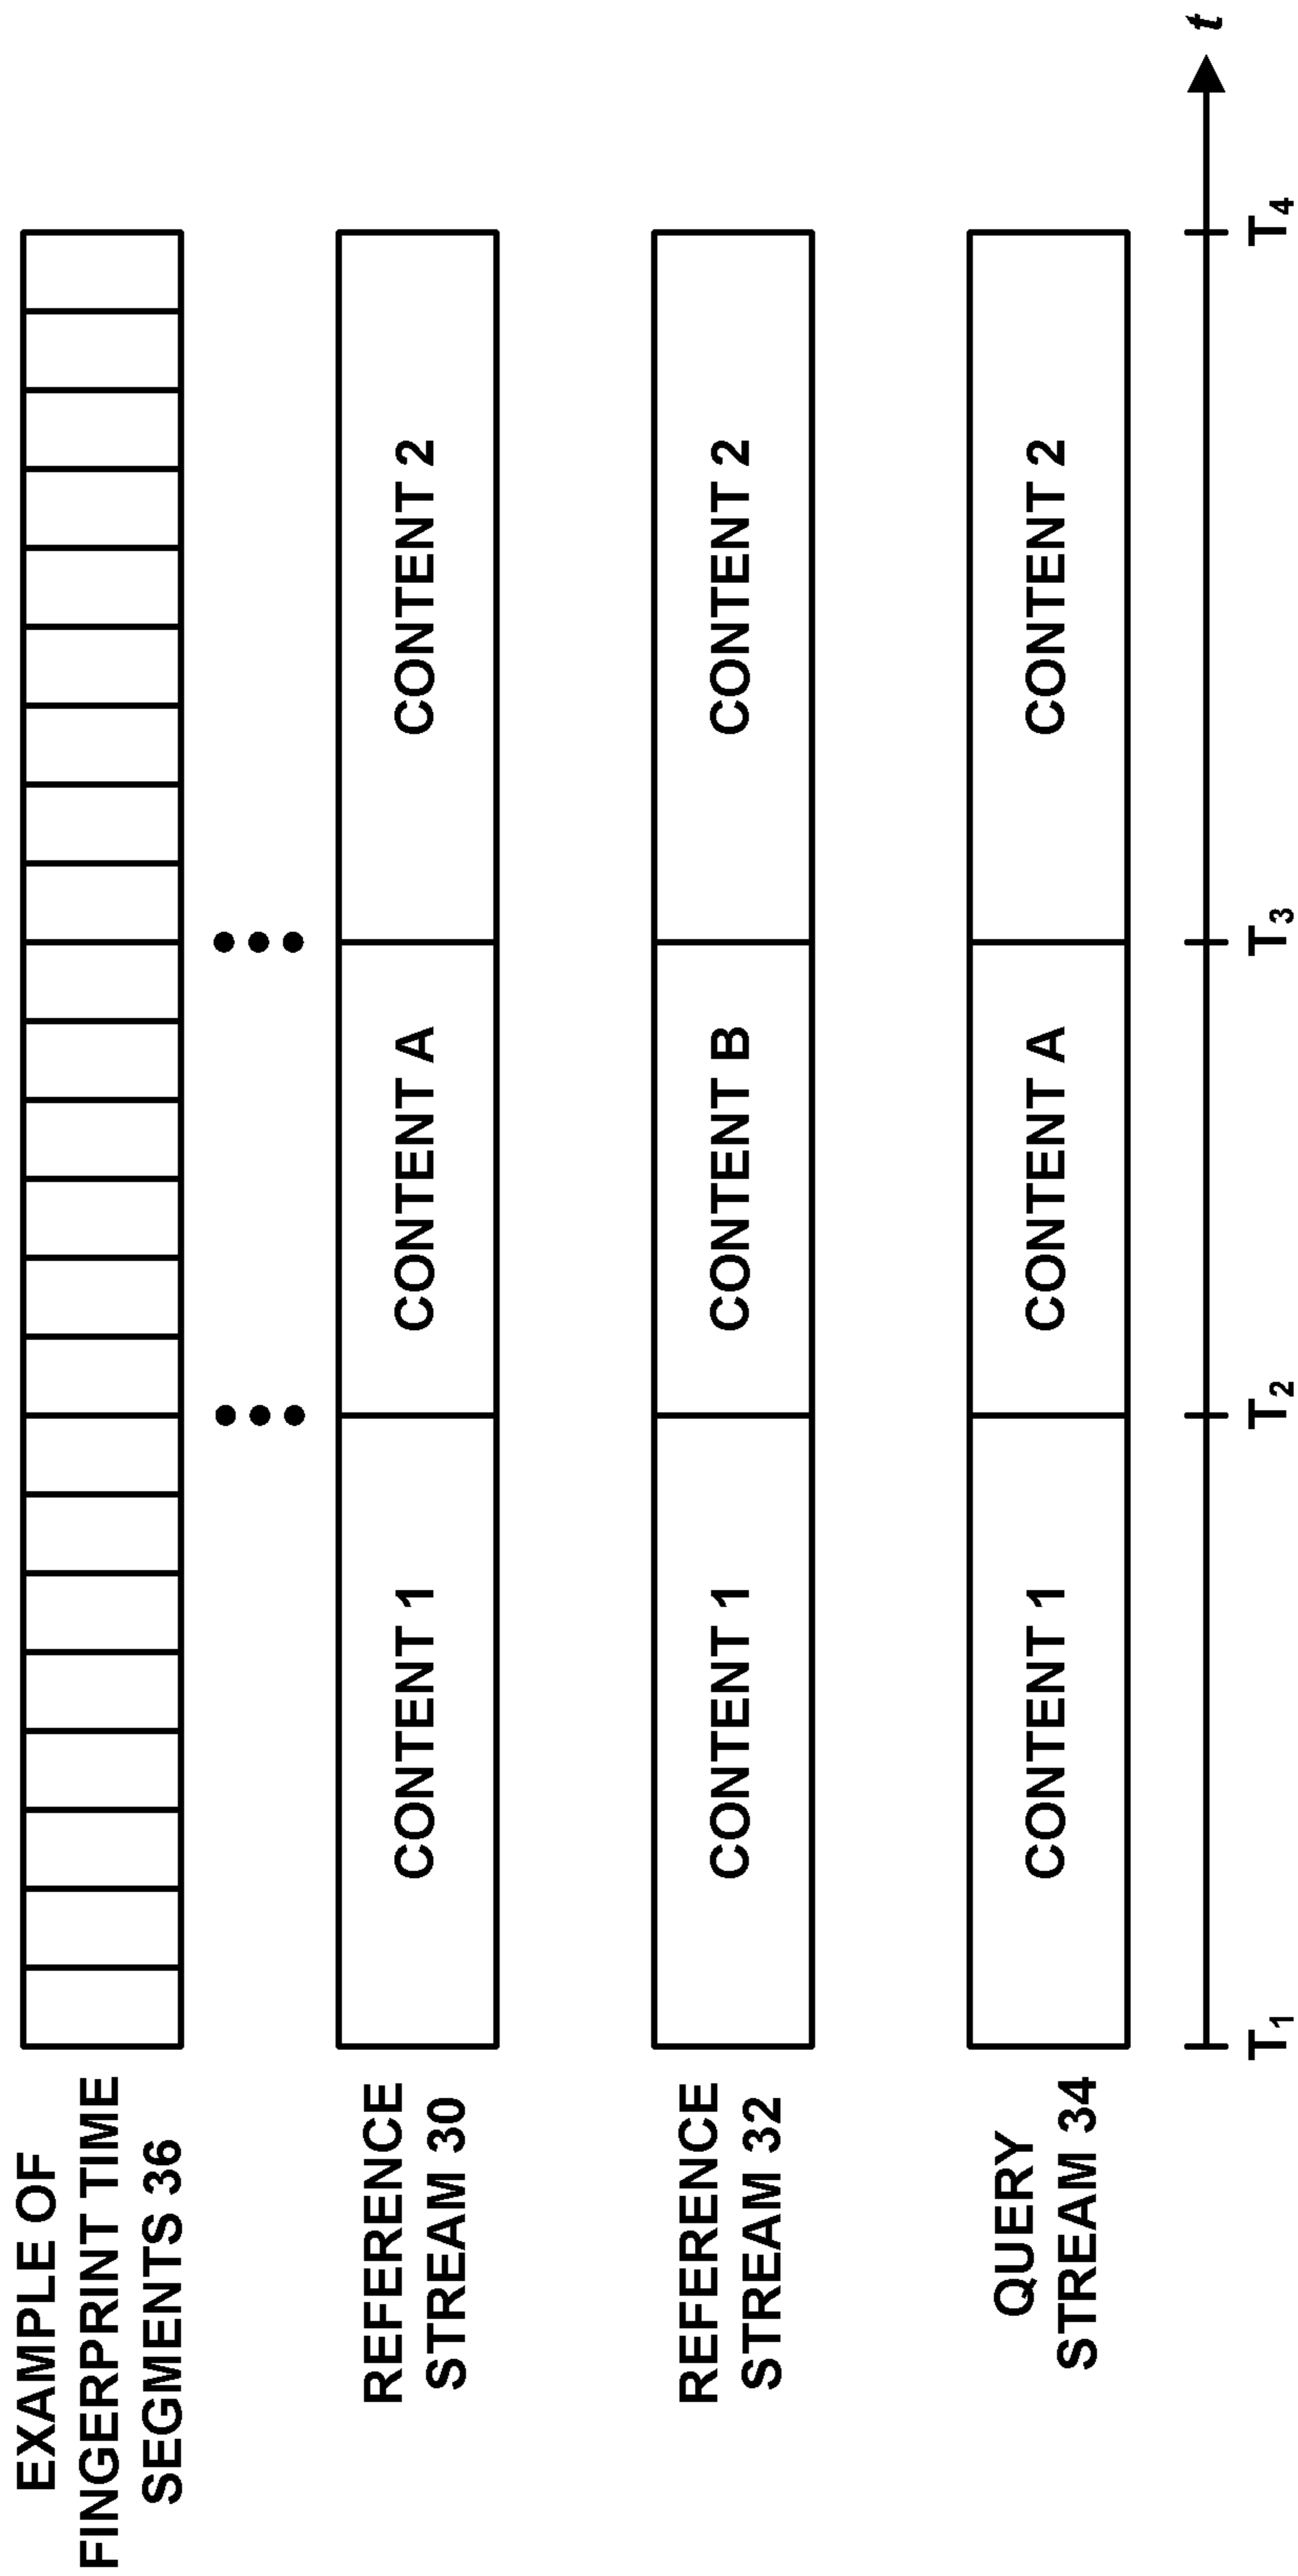 EXAMPLE OF
FINGERPRINT TIME
SEGMENTS 36
REFERENCE
STREAM 30
CONTENT 1
CONTENT A
CONTENT 2
REFERENCE
STREAM 32
CONTENT 1
CONTENT B
CONTENT 2
QUERY
STREAM 34
CONTENT 1
CONTENT A
CONTENT 2
t
T1
T2
T3
T4